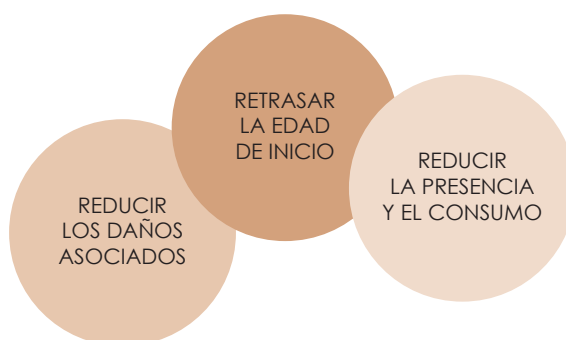 RETRASAR
LA EDAD
DE INICIO
REDUCIR
LA PRESENCIA
Y EL CONSUMO
REDUCIR
LOS DAÑOS
ASOCIADOS